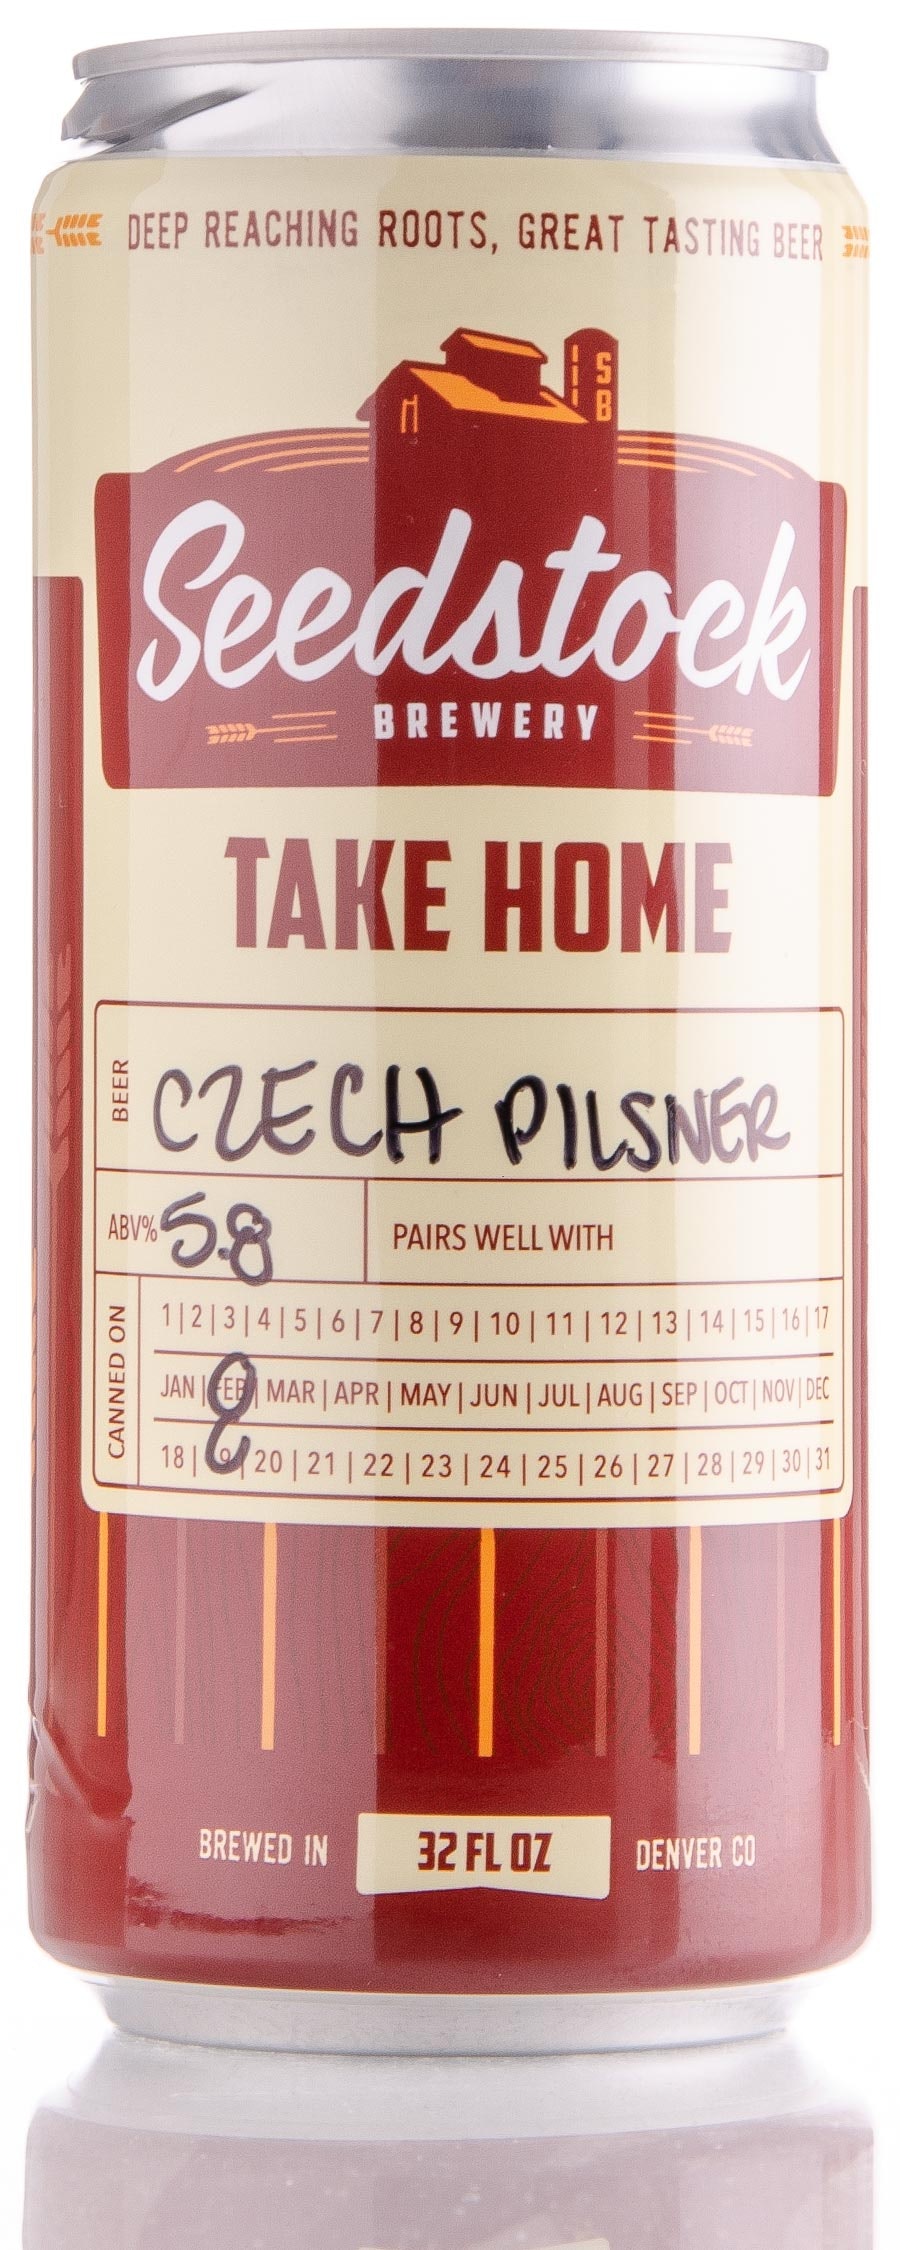 DEEP REACHING ROOTS, GREAT TASTING BEER
SB
Seedstock
BREWERY
TAKE HOME
BEER CZECH PILSNER
ABV% 5.8 PAIRS WELL WITH
CANNED ON
1|2|3|4|5|6|7|8|9|10|11|12|13|14|15|16|17
JAN|FEB|MAR|APR|MAY|JUN|JUL|AUG|SEP|OCT|NOV|DEC
18|19|20|21|22|23|24|25|26|27|28|29|30|31
BREWED IN 32 FL OZ DENVER CO